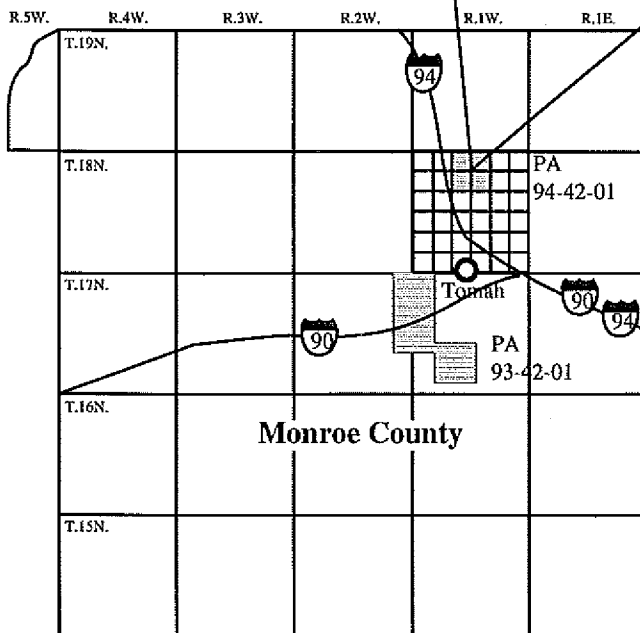 R.5W. R.4W. R.3W. R.2W, R.1W. R.1E.
T.19N.
94
T.18N.
PA
94-42-01
T.17N.
Tomah
90
94
90
PA
93-42-01
T.16N.
Monroe County
T.15N.